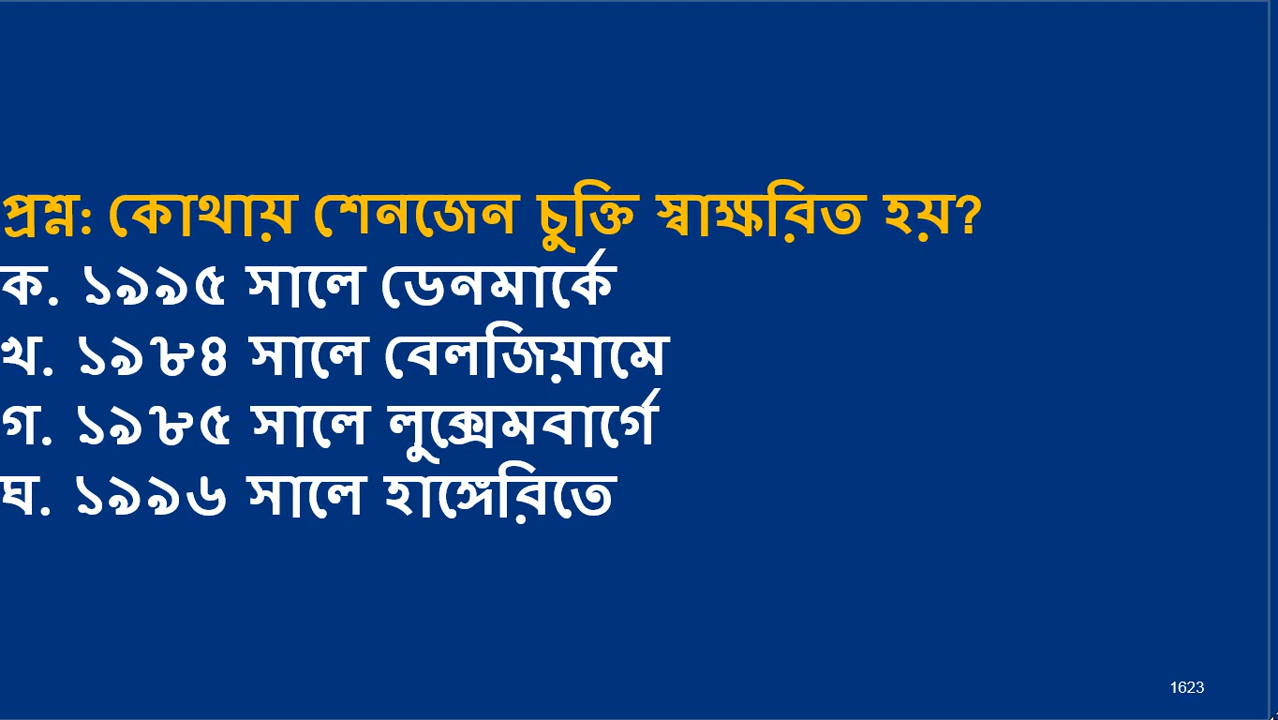 প্রশ্ন: কোথায় শেনজেন চুক্তি স্বাক্ষরিত হয়?
ক. ১৯৯৫ সালে ডেনমার্কে
খ. ১৯৮৪ সালে বেলজিয়ামে
গ. ১৯৮৫ সালে লুক্সেমবার্গে
ঘ. ১৯৯৬ সালে হাঙ্গেরিতে
1623